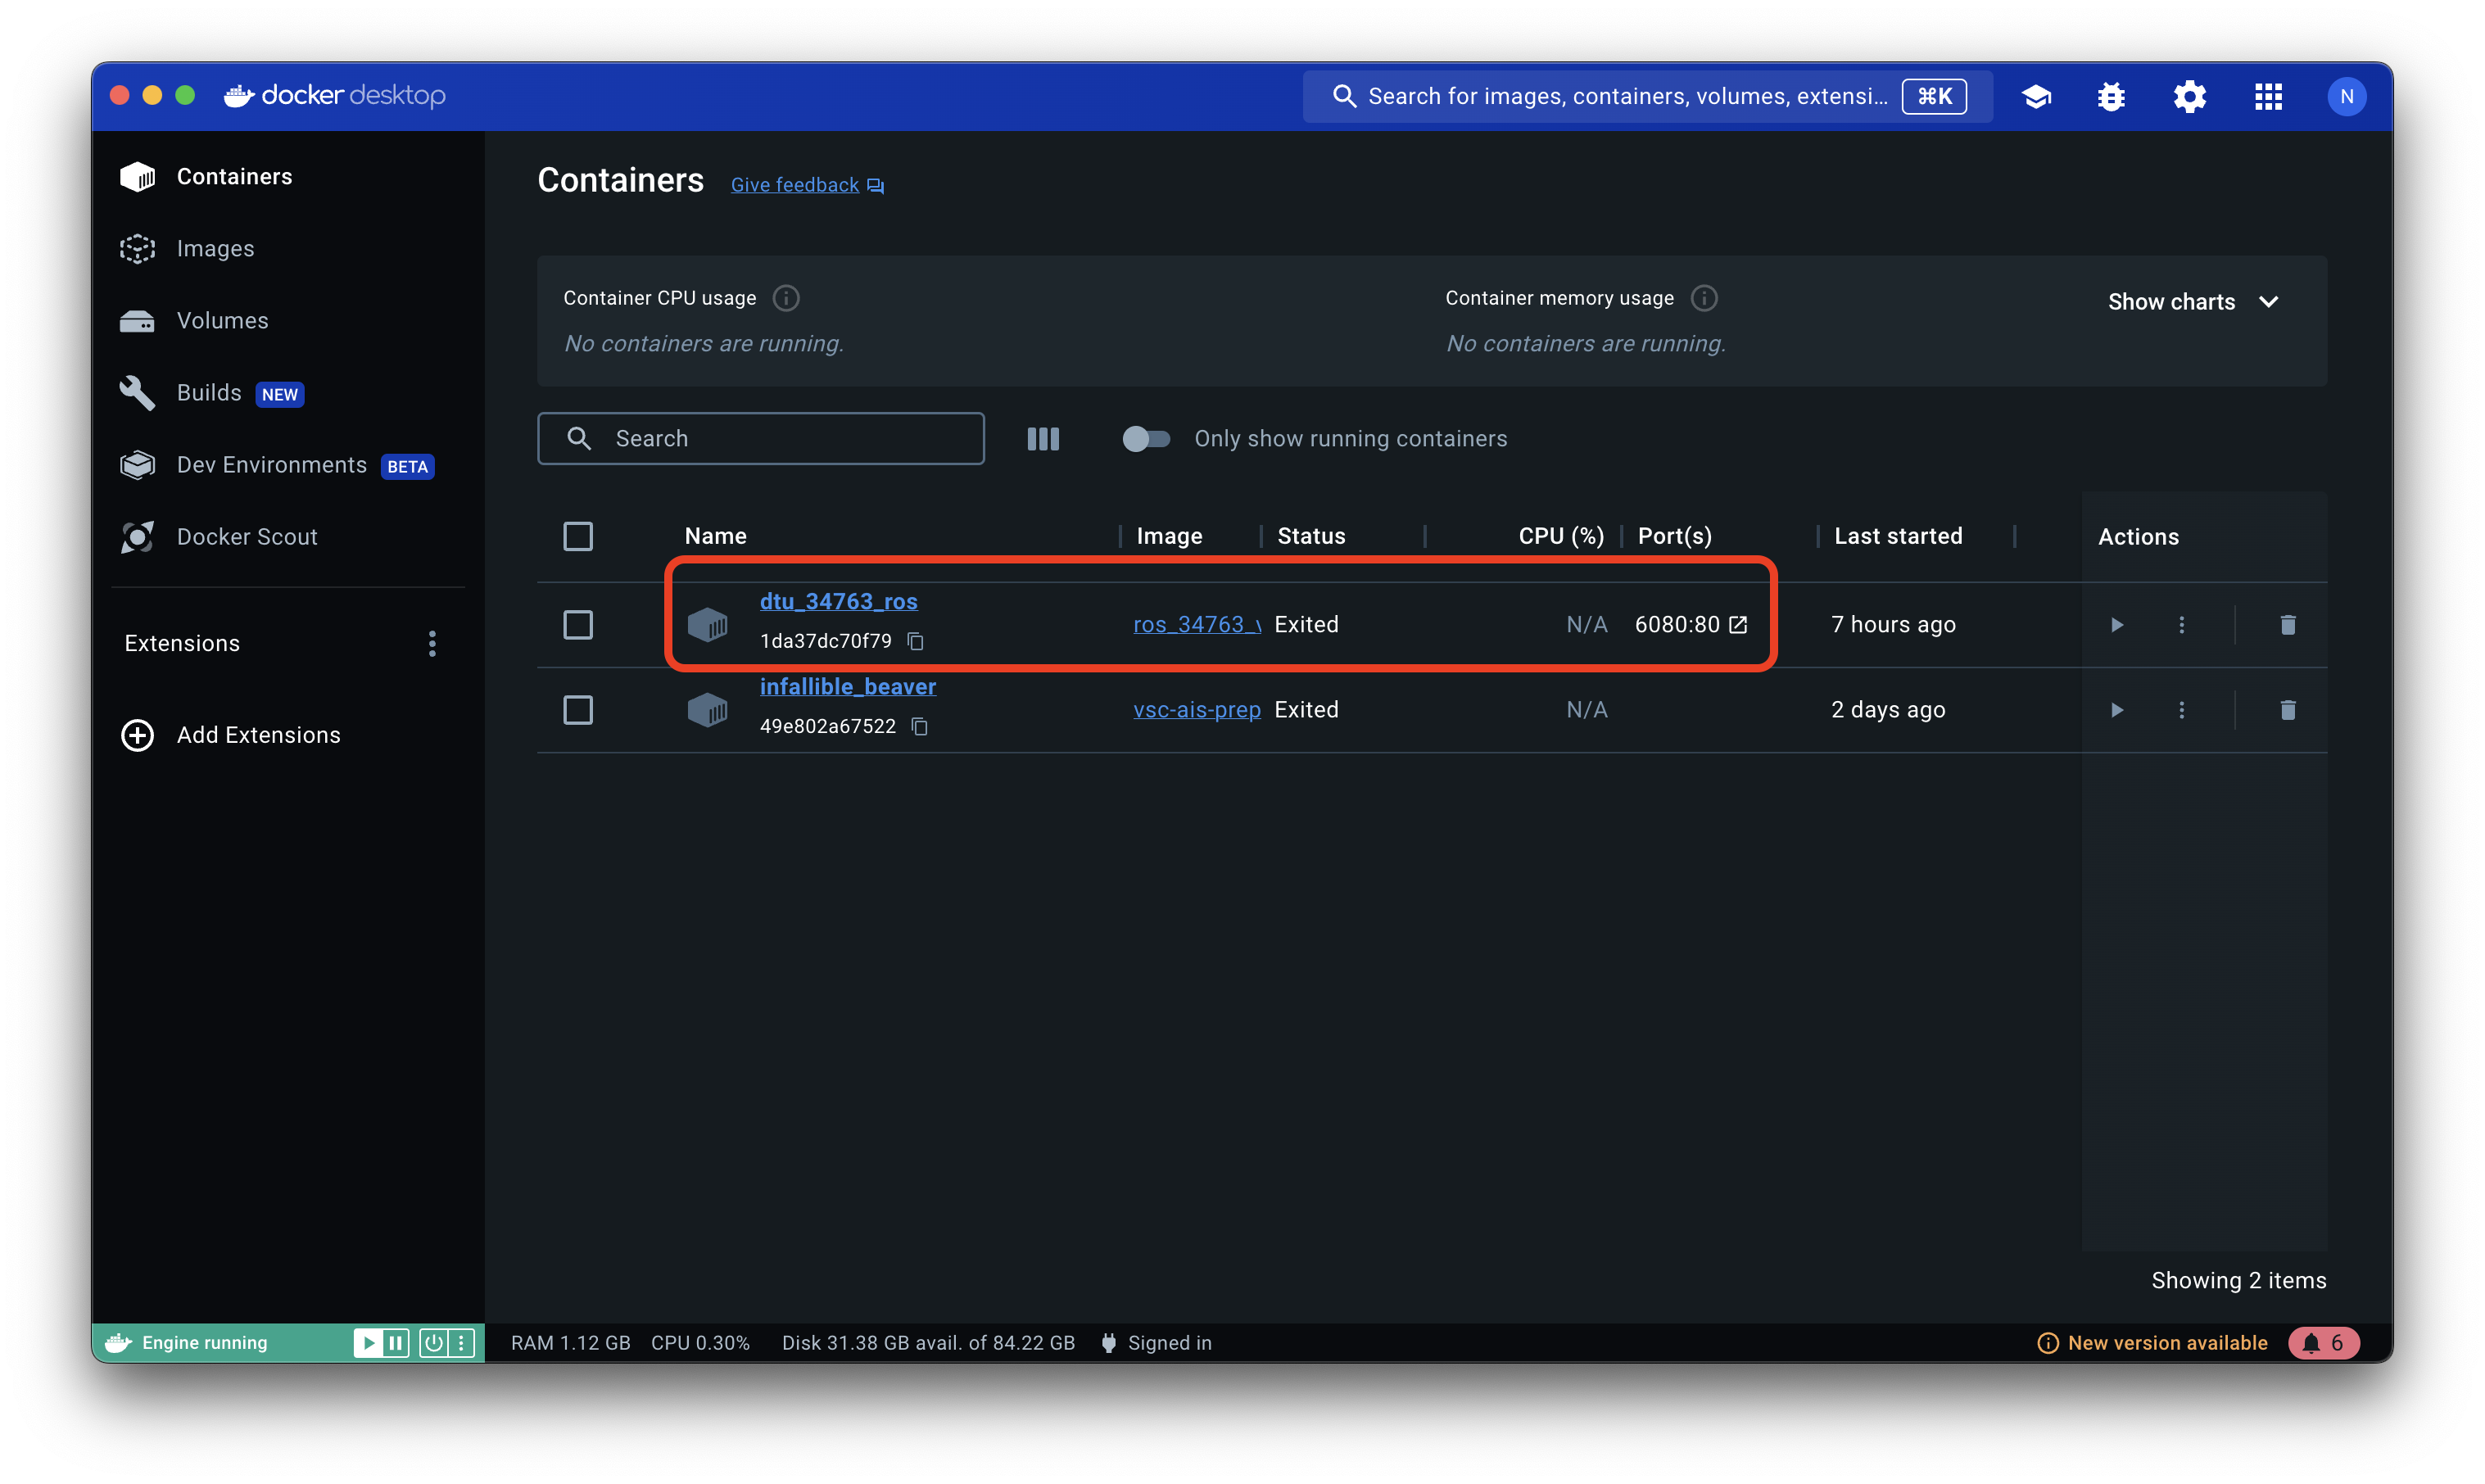 docker desktop
Search for images, containers, volumes, extensi...
⌘K
N
Containers
Images
Volumes
Builds NEW
Dev Environments BETA
Docker Scout
Extensions
Add Extensions
Containers
Give feedback
Container CPU usage
No containers are running.
Container memory usage
No containers are running.
Show charts
Search
Only show running containers
Name Image Status CPU (%) Port(s) Last started Actions
dtu_34763_ros
1da37dc70f79
ros_34763_v Exited N/A 6080:80 7 hours ago
infallible_beaver
49e802a67522
vsc-ais-prep Exited N/A 2 days ago
Showing 2 items
Engine running
RAM 1.12 GB CPU 0.30% Disk 31.38 GB avail. of 84.22 GB Signed in
New version available
6